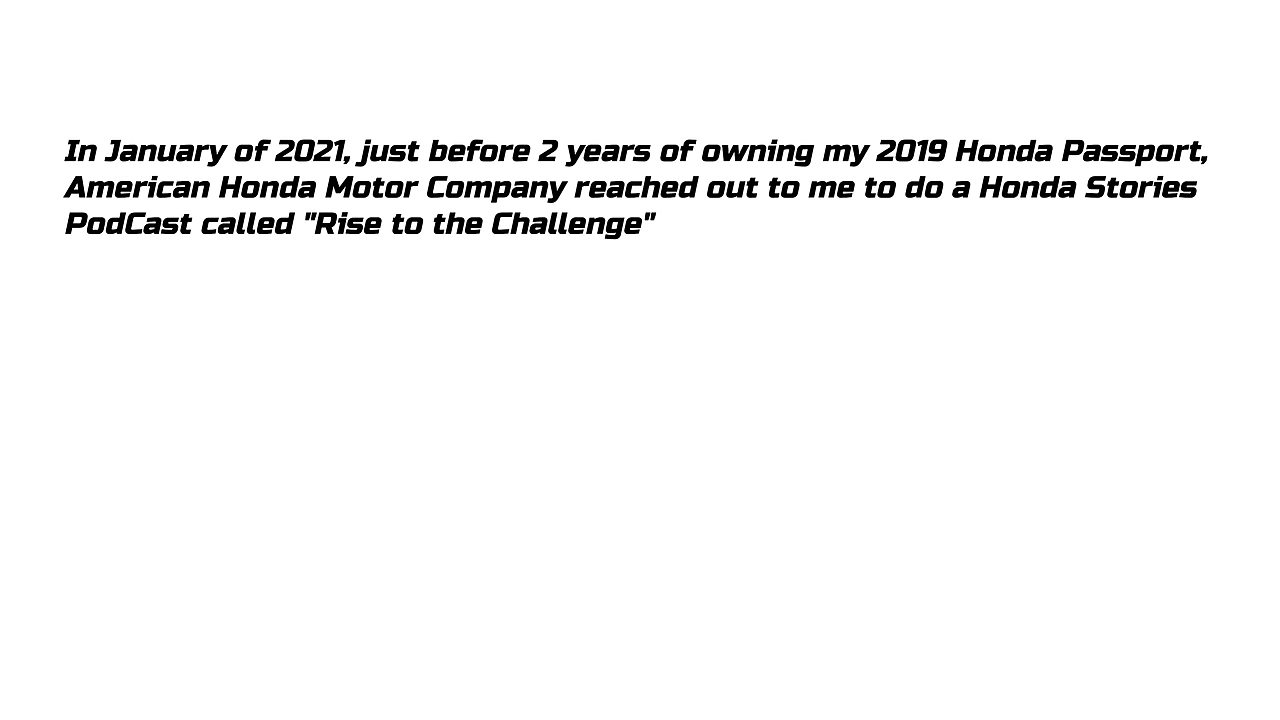 In January of 2021, just before 2 years of owning my 2019 Honda Passport,
American Honda Motor Company reached out to me to do a Honda Stories
PodCast called "Rise to the Challenge"